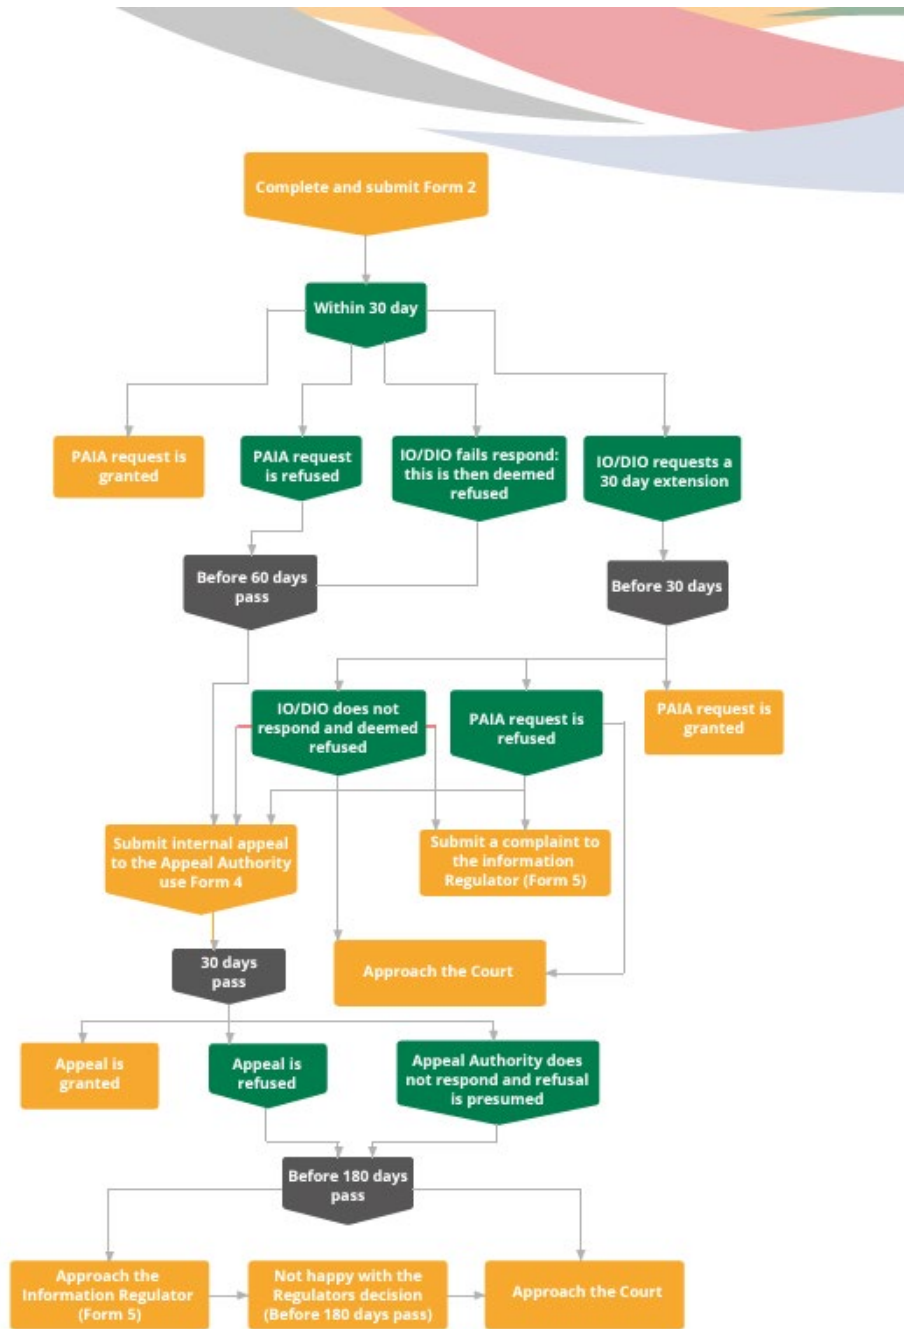 Complete and submit Form 2
Within 30 day
PAIA request is
granted
PAIA request
is refused
IO/DIO fails respond:
this is then deemed
refused
IO/DIO requests a
30 day extension
Before 60 days
pass
Before 30 days
IO/DIO does not
respond and deemed
refused
PAIA request is
refused
PAIA request is
granted
Submit internal appeal
to the Appeal Authority
use Form 4
Submit a complaint to
the information
Regulator (Form 5)
30 days
pass
Approach the Court
Appeal is
granted
Appeal is
refused
Appeal Authority does
not respond and refusal
is presumed
Before 180 days
pass
Approach the
Information Regulator
(Form 5)
Not happy with the
Regulators decision
(Before 180 days pass)
Approach the Court